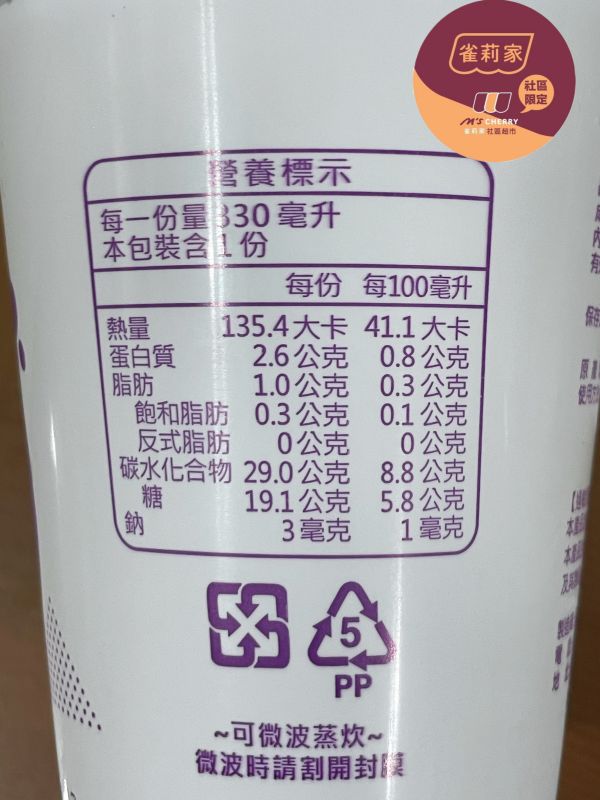 雀莉家
社區
限定
M's CHERRY
雀莉家 社區超市
營養標示
每一份量330毫升
本包裝含1份
每份 每100毫升
熱量 135.4大卡 41.1大卡
蛋白質 2.6公克 0.8公克
脂肪 1.0公克 0.3公克
飽和脂肪 0.3公克 0.1公克
反式脂肪 0公克 0公克
碳水化合物 29.0公克 8.8公克
糖 19.1公克 5.8公克
鈉 3毫克 1毫克
5
PP
~可微波蒸炊~
微波時請割開封膜